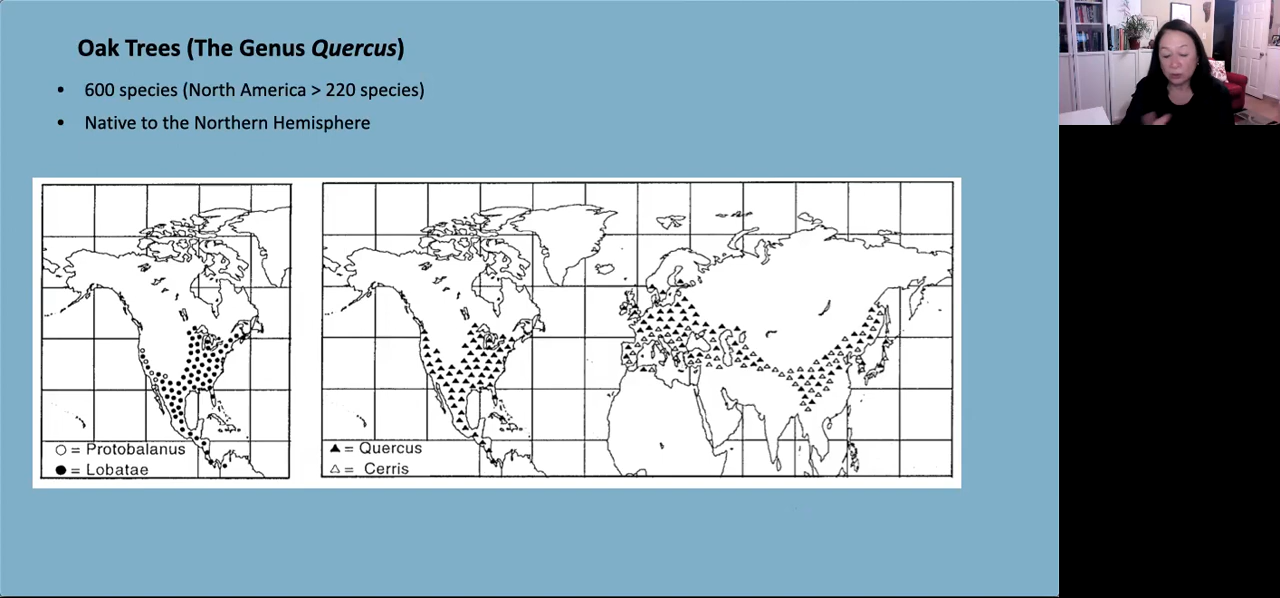 Oak Trees (The Genus Quercus)
• 600 species (North America > 220 species)
• Native to the Northern Hemisphere
○ = Protobalanus
● = Lobatae
▲ = Quercus
△ = Cerris